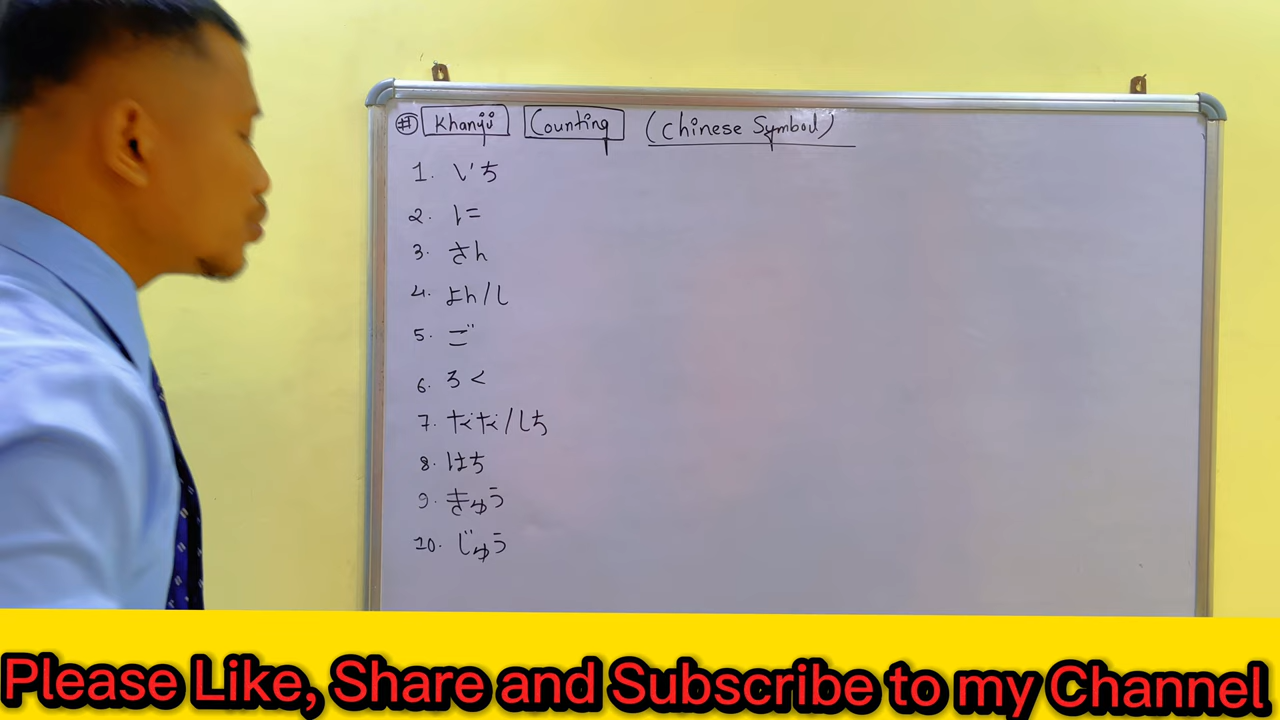 # Khanji Counting (Chinese Symbol)
1. いち
2. に
3. さん
4. よん/し
5. ご
6. ろく
7. なな/しち
8. はち
9. きゅう
10. じゅう
Please Like, Share and Subscribe to my Channel